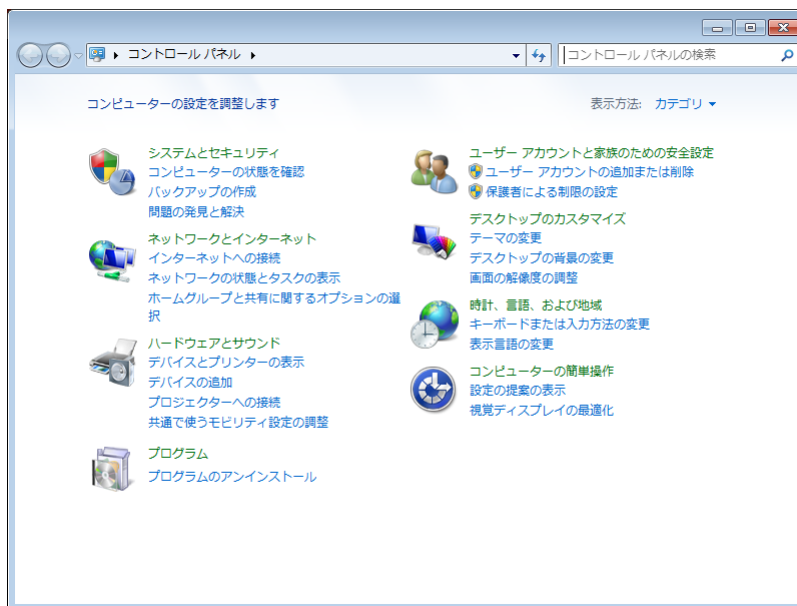 コントロール パネル
コントロール パネルの検索
コンピューターの設定を調整します
表示方法: カテゴリ
システムとセキュリティ
コンピューターの状態を確認
バックアップの作成
問題の発見と解決
ネットワークとインターネット
インターネットへの接続
ネットワークの状態とタスクの表示
ホームグループと共有に関するオプションの選
択
ハードウェアとサウンド
デバイスとプリンターの表示
デバイスの追加
プロジェクターへの接続
共通で使うモビリティ設定の調整
プログラム
プログラムのアンインストール
ユーザー アカウントと家族のための安全設定
ユーザー アカウントの追加または削除
保護者による制限の設定
デスクトップのカスタマイズ
テーマの変更
デスクトップの背景の変更
画面の解像度の調整
時計、言語、および地域
キーボードまたは入力方法の変更
表示言語の変更
コンピューターの簡単操作
設定の提案の表示
視覚ディスプレイの最適化